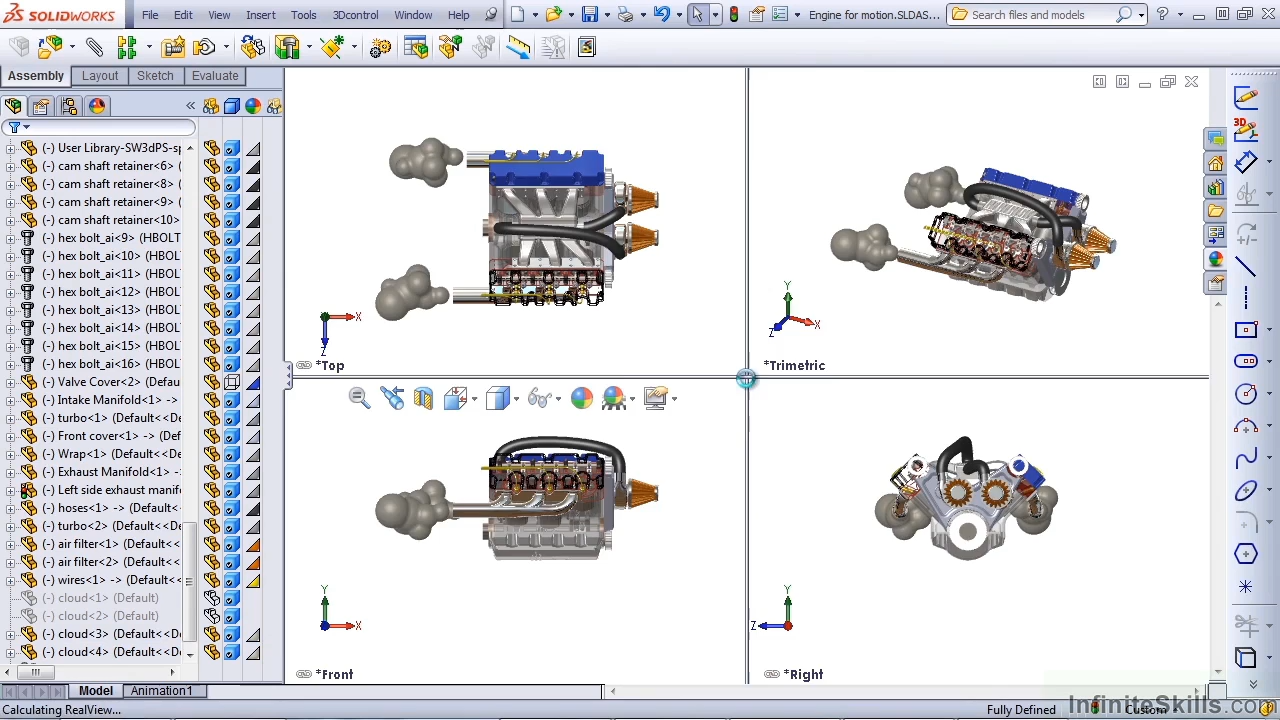 SOLIDWORKS File Edit View Insert Tools 3Dcontrol Window Help Engine for motion.SLDAS... Search files and models
Assembly Layout Sketch Evaluate
(-) User Library-SW3dPS-s
(-) cam shaft retainer<6> (
(-) cam shaft retainer<8> (
(-) cam shaft retainer<9> (
(-) cam shaft retainer<10>
(-) hex bolt_ai<9> (HBOLT
(-) hex bolt_ai<10> (HBOL
(-) hex bolt_ai<11> (HBOL
(-) hex bolt_ai<12> (HBOL
(-) hex bolt_ai<13> (HBOL
(-) hex bolt_ai<14> (HBOL
(-) hex bolt_ai<15> (HBOL
(-) hex bolt_ai<16> (HBOL
(-) Valve Cover<2> (Defau
(-) Intake Manifold<1> ->
(-) turbo<1> (Default<<De
(-) Front cover<1> -> (Def
(-) Wrap<1> (Default<<De
(-) Exhaust Manifold<1> ->
(-) Left side exhaust manif
(-) hoses<1> -> (Default<
(-) turbo<2> (Default<<De
(-) air filter<1> (Default<<
(-) air filter<2> (Default<<
(-) wires<1> -> (Default<<
(-) cloud<1> (Default)
(-) cloud<2> (Default)
(-) cloud<3> (Default<<De
(-) cloud<4> (Default<<De
X
Z
*Top
Y
X
Z
*Trimetric
Y
X
*Front
Y
Z
*Right
3D
Model Animation1
Calculating RealView... Fully Defined Custom
InfiniteSkills.com